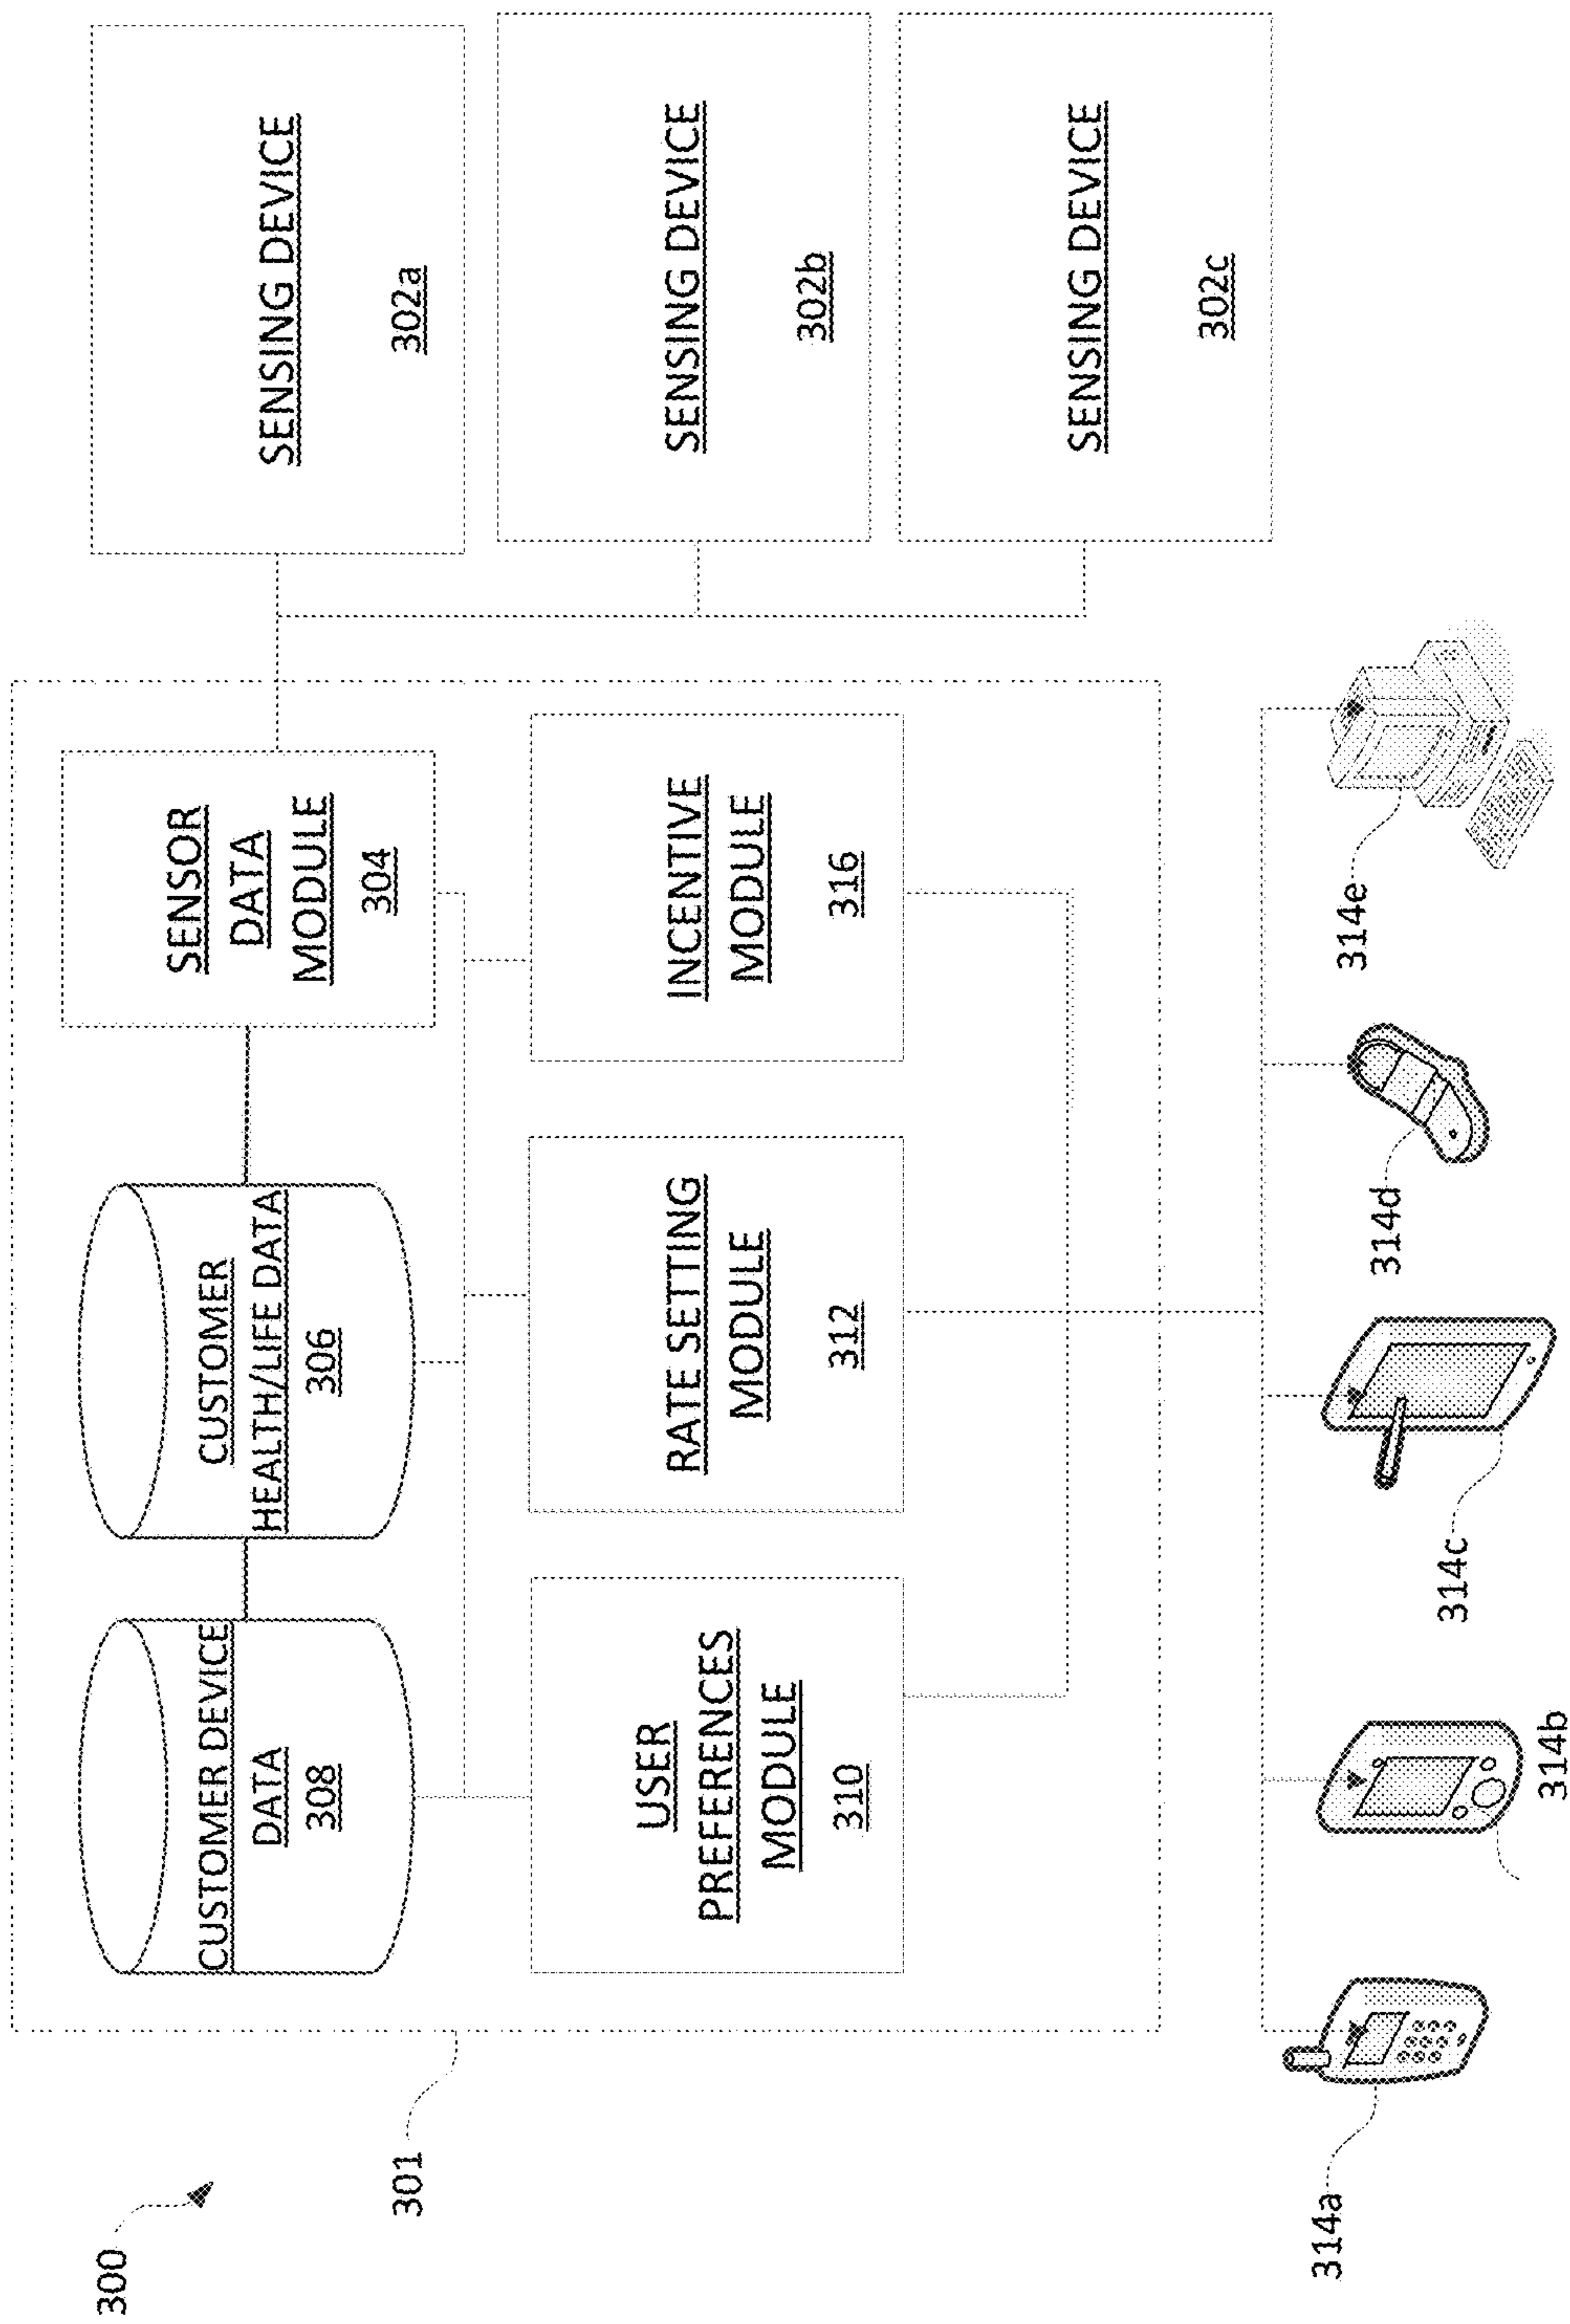 300
301
CUSTOMER DEVICE
DATA
308
CUSTOMER
HEALTH/LIFE DATA
306
SENSOR
DATA
MODULE
304
SENSING DEVICE
302a
USER
PREFERENCES
MODULE
310
RATE SETTING
MODULE
312
INCENTIVE
MODULE
316
SENSING DEVICE
302b
SENSING DEVICE
302c
314a
314b
314c
314d
314e